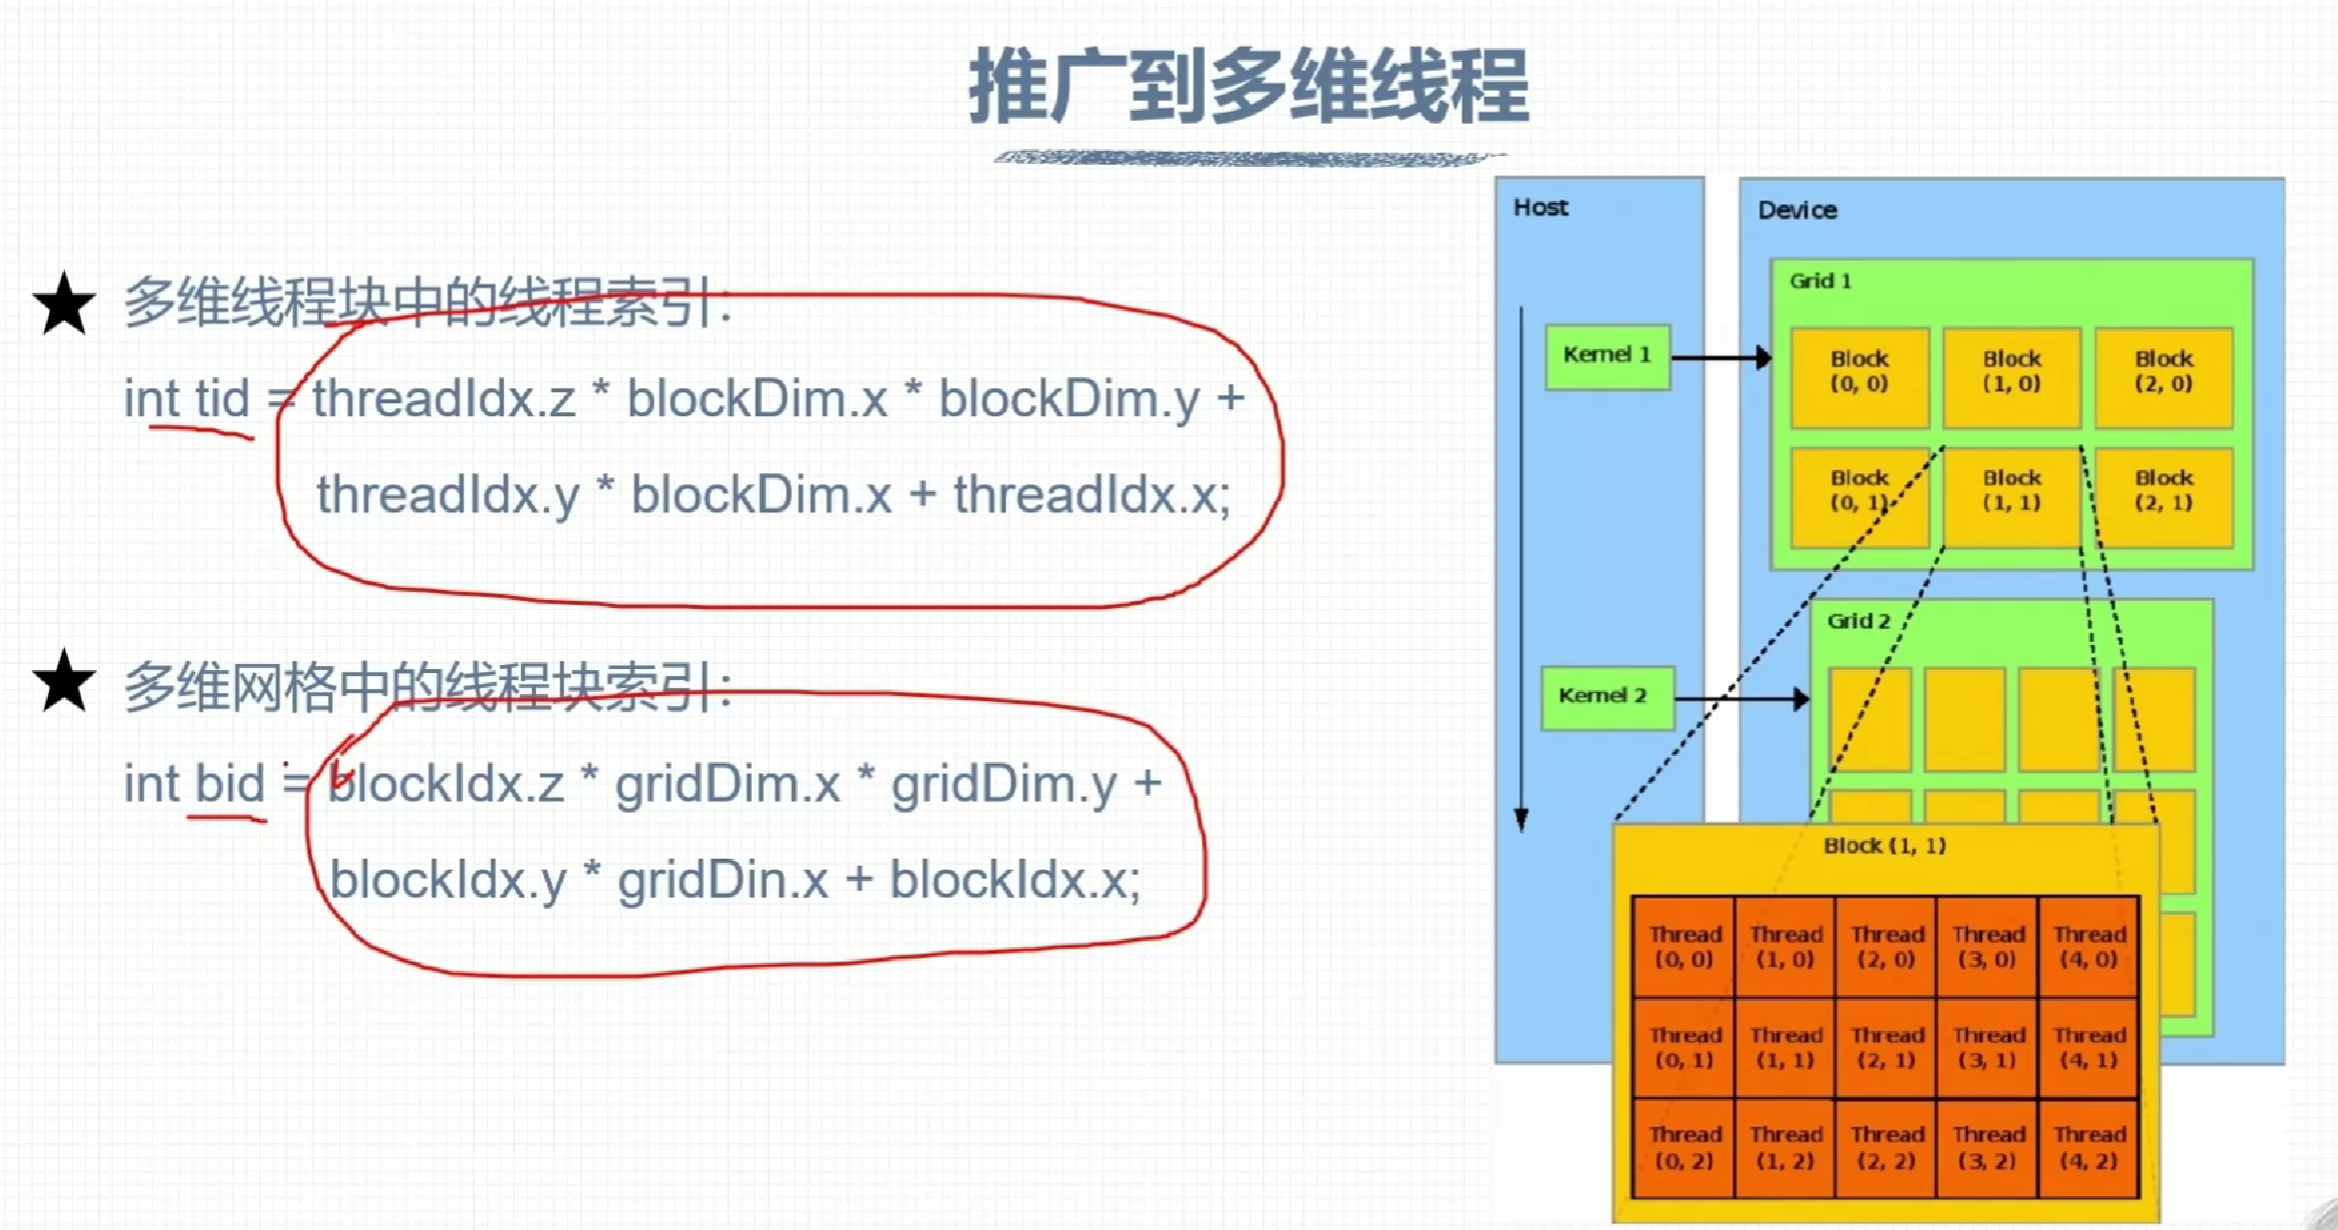 推广到多维线程
★ 多维线程块中的线程索引：
int tid = threadIdx.z * blockDim.x * blockDim.y +
threadIdx.y * blockDim.x + threadIdx.x;
★ 多维网格中的线程块索引：
int bid = blockIdx.z * gridDim.x * gridDim.y +
blockIdx.y * gridDin.x + blockIdx.x;
Host
Device
Grid 1
Kernel 1
Block
(0, 0)
Block
(1, 0)
Block
(2, 0)
Block
(0, 1)
Block
(1, 1)
Block
(2, 1)
Grid 2
Kernel 2
Block (1, 1)
Thread
(0, 0)
Thread
(1, 0)
Thread
(2, 0)
Thread
(3, 0)
Thread
(4, 0)
Thread
(0, 1)
Thread
(1, 1)
Thread
(2, 1)
Thread
(3, 1)
Thread
(4, 1)
Thread
(0, 2)
Thread
(1, 2)
Thread
(2, 2)
Thread
(3, 2)
Thread
(4, 2)